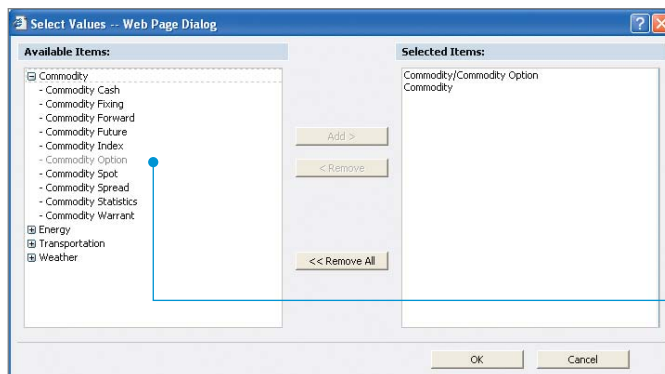 Select Values -- Web Page Dialog
Available Items:
Commodity
- Commodity Cash
- Commodity Fixing
- Commodity Forward
- Commodity Future
- Commodity Index
- Commodity Option
- Commodity Spot
- Commodity Spread
- Commodity Statistics
- Commodity Warrant
Energy
Transportation
Weather
Add >
< Remove
<< Remove All
Selected Items:
Commodity/Commodity Option
Commodity
OK
Cancel